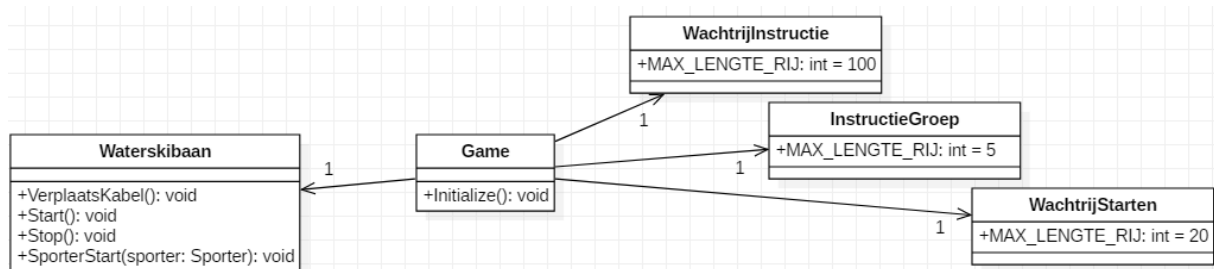 WachtrijInstructie
+MAX_LENGTE_RIJ: int = 100
1
InstructieGroep
+MAX_LENGTE_RIJ: int = 5
1
Waterskibaan
+VerplaatsKabel(): void
+Start(): void
+Stop(): void
+SporterStart(sporter: Sporter): void
1
Game
+Initialize(): void
WachtrijStarten
+MAX_LENGTE_RIJ: int = 20
1